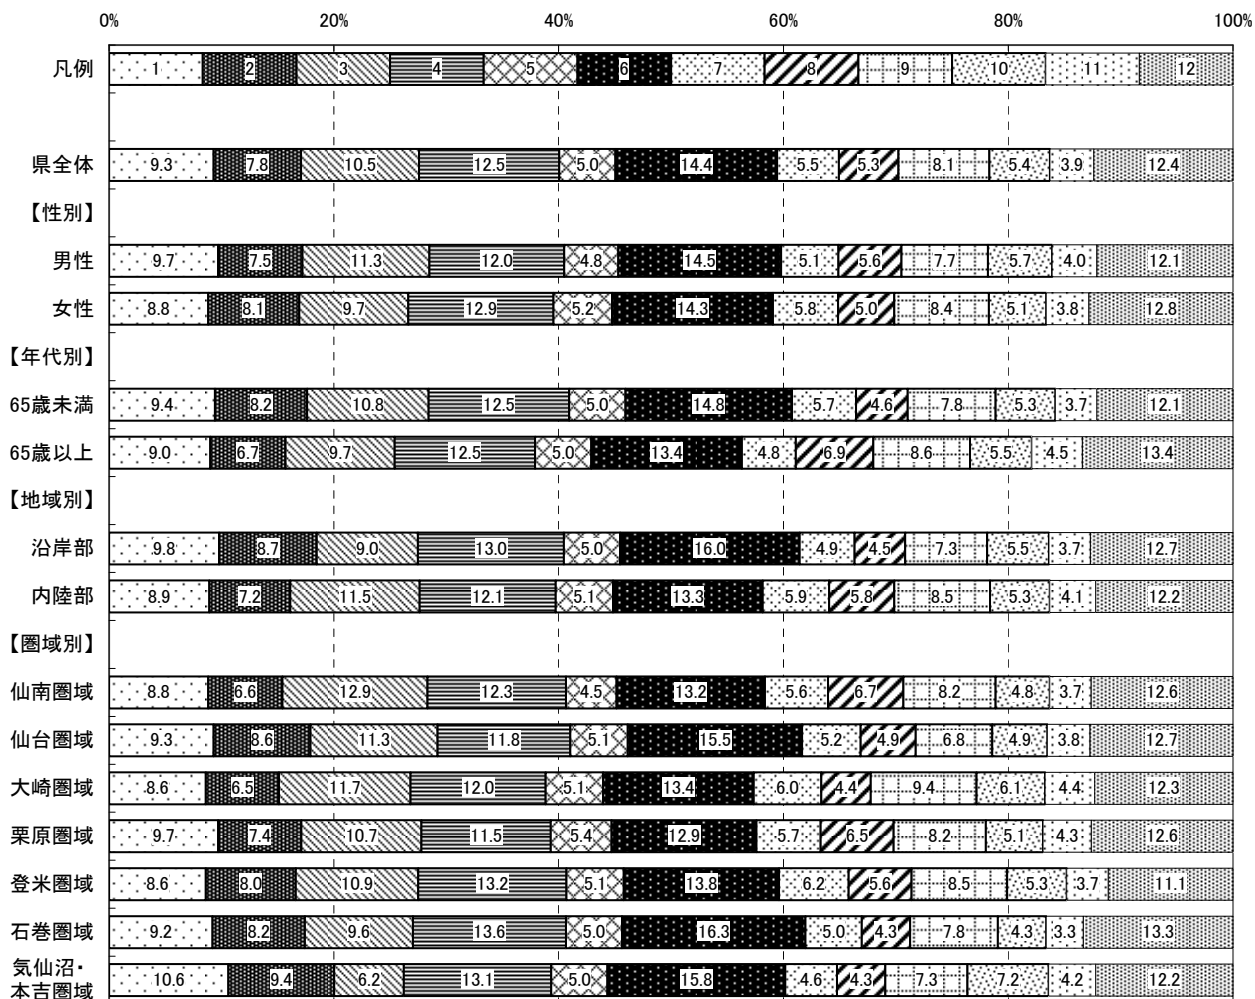 0% 20% 40% 60% 80% 100%
凡例 1 2 3 4 5 6 7 8 9 10 11 12
県全体 9.3 7.8 10.5 12.5 5.0 14.4 5.5 5.3 8.1 5.4 3.9 12.4
【性別】
男性 9.7 7.5 11.3 12.0 4.8 14.5 5.1 5.6 7.7 5.7 4.0 12.1
女性 8.8 8.1 9.7 12.9 5.2 14.3 5.8 5.0 8.4 5.1 3.8 12.8
【年代別】
65歳未満 9.4 8.2 10.8 12.5 5.0 14.8 5.7 4.6 7.8 5.3 3.7 12.1
65歳以上 9.0 6.7 9.7 12.5 5.0 13.4 4.8 6.9 8.6 5.5 4.5 13.4
【地域別】
沿岸部 9.8 8.7 9.0 13.0 5.0 16.0 4.9 4.5 7.3 5.5 3.7 12.7
内陸部 8.9 7.2 11.5 12.1 5.1 13.3 5.9 5.8 8.5 5.3 4.1 12.2
【圏域別】
仙南圏域 8.8 6.6 12.9 12.3 4.5 13.2 5.6 6.7 8.2 4.8 3.7 12.6
仙台圏域 9.3 8.6 11.3 11.8 5.1 15.5 5.2 4.9 6.8 4.9 3.8 12.7
大崎圏域 8.6 6.5 11.7 12.0 5.1 13.4 6.0 4.4 9.4 6.1 4.4 12.3
栗原圏域 9.7 7.4 10.7 11.5 5.4 12.9 5.7 6.5 8.2 5.1 4.3 12.6
登米圏域 8.6 8.0 10.9 13.2 5.1 13.8 6.2 5.6 8.5 5.3 3.7 11.1
石巻圏域 9.2 8.2 9.6 13.6 5.0 16.3 5.0 4.3 7.8 4.3 3.3 13.3
気仙沼・
本吉圏域 10.6 9.4 6.2 13.1 5.0 15.8 4.6 4.3 7.3 7.2 4.2 12.2